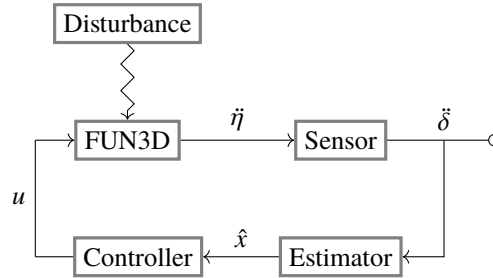 Disturbance
FUN3D
η̈
Sensor
δ̈
u
Controller
x̂
Estimator